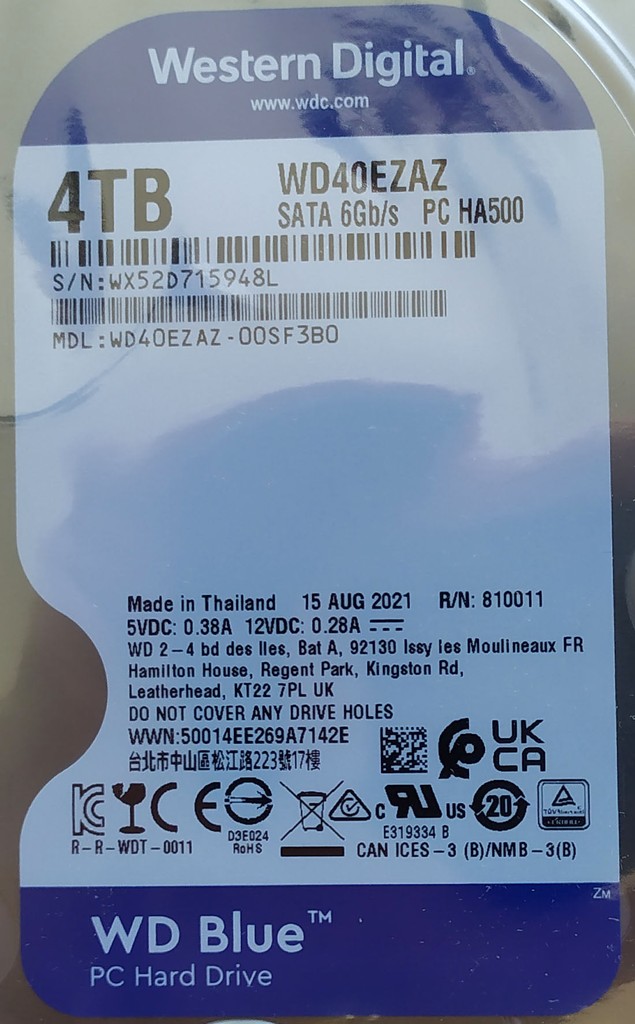 Western Digital®
www.wdc.com
4TB
WD40EZAZ
SATA 6Gb/s PC HA500
S/N:WX52D715948L
MDL:WD40EZAZ-00SF3B0
Made in Thailand 15 AUG 2021 R/N: 810011
5VDC: 0.38A 12VDC: 0.28A
WD 2-4 bd des Iles, Bat A, 92130 Issy les Moulineaux FR
Hamilton House, Regent Park, Kingston Rd,
Leatherhead, KT22 7PL UK
DO NOT COVER ANY DRIVE HOLES
WWN:50014EE269A7142E
台北市中山區松江路223號17樓
UK
CA
CE
D3E024
RoHS
c US
20
E319334 B
R-R-WDT-0011
CAN ICES-3 (B)/NMB-3(B)
ZM
WD Blue™
PC Hard Drive